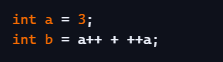 int a = 3;
int b = a++ + ++a;